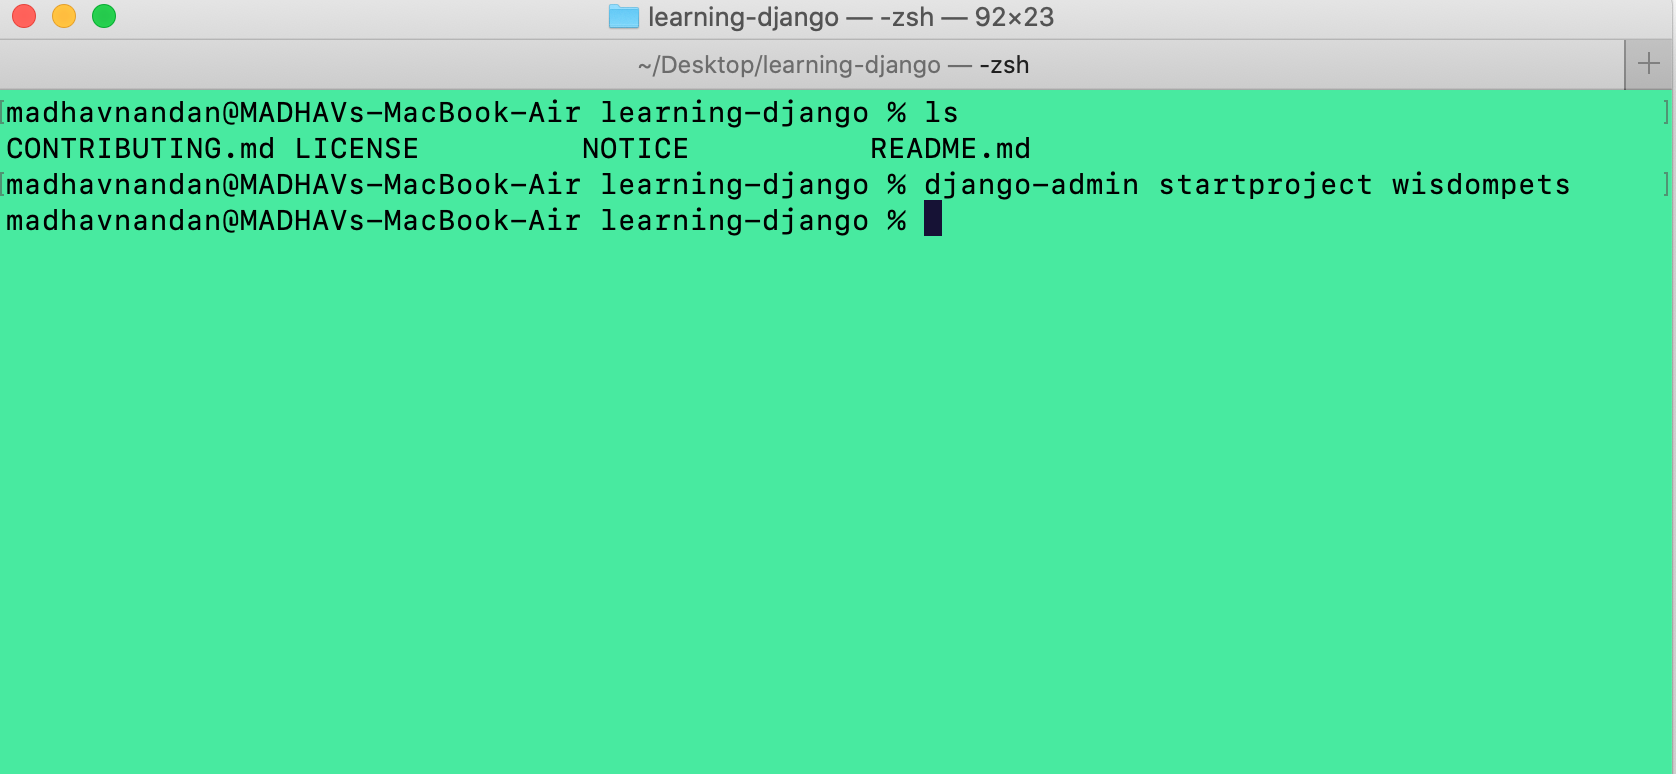 learning-django — -zsh — 92×23
~/Desktop/learning-django — -zsh
madhavnandan@MADHAVs-MacBook-Air learning-django % ls
CONTRIBUTING.md LICENSE         NOTICE          README.md
madhavnandan@MADHAVs-MacBook-Air learning-django % django-admin startproject wisdompets
madhavnandan@MADHAVs-MacBook-Air learning-django %